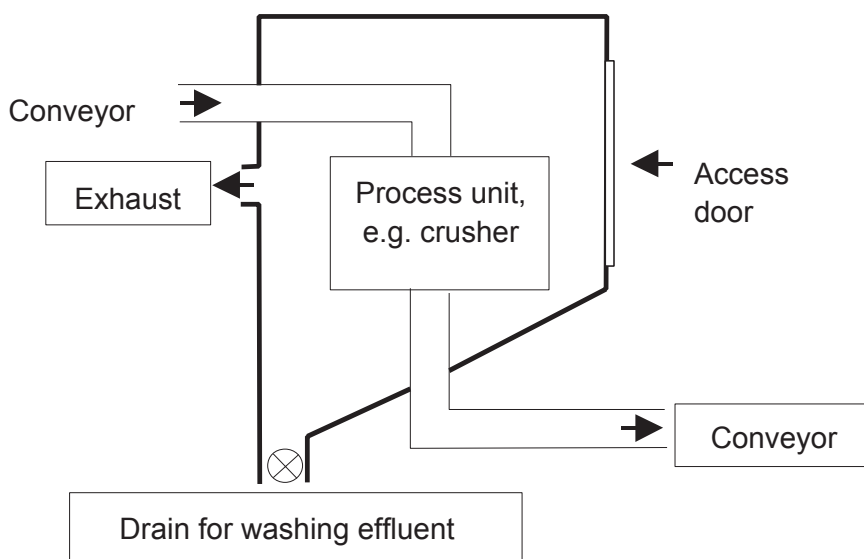 Conveyor
Exhaust
Process unit,
e.g. crusher
Access
door
Conveyor
Drain for washing effluent